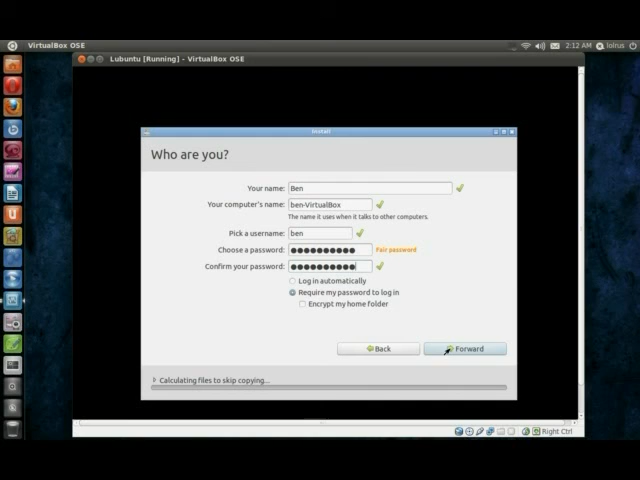 VirtualBox OSE
2:12 AM lolrus
Lubuntu [Running] - VirtualBox OSE
Install
Who are you?
Your name: Ben
Your computer's name: ben-VirtualBox
The name it uses when it talks to other computers.
Pick a username: ben
Choose a password: ●●●●●●●●●● Fair password
Confirm your password: ●●●●●●●●●●
Log in automatically
Require my password to log in
Encrypt my home folder
Back Forward
Calculating files to skip copying...
Right Ctrl